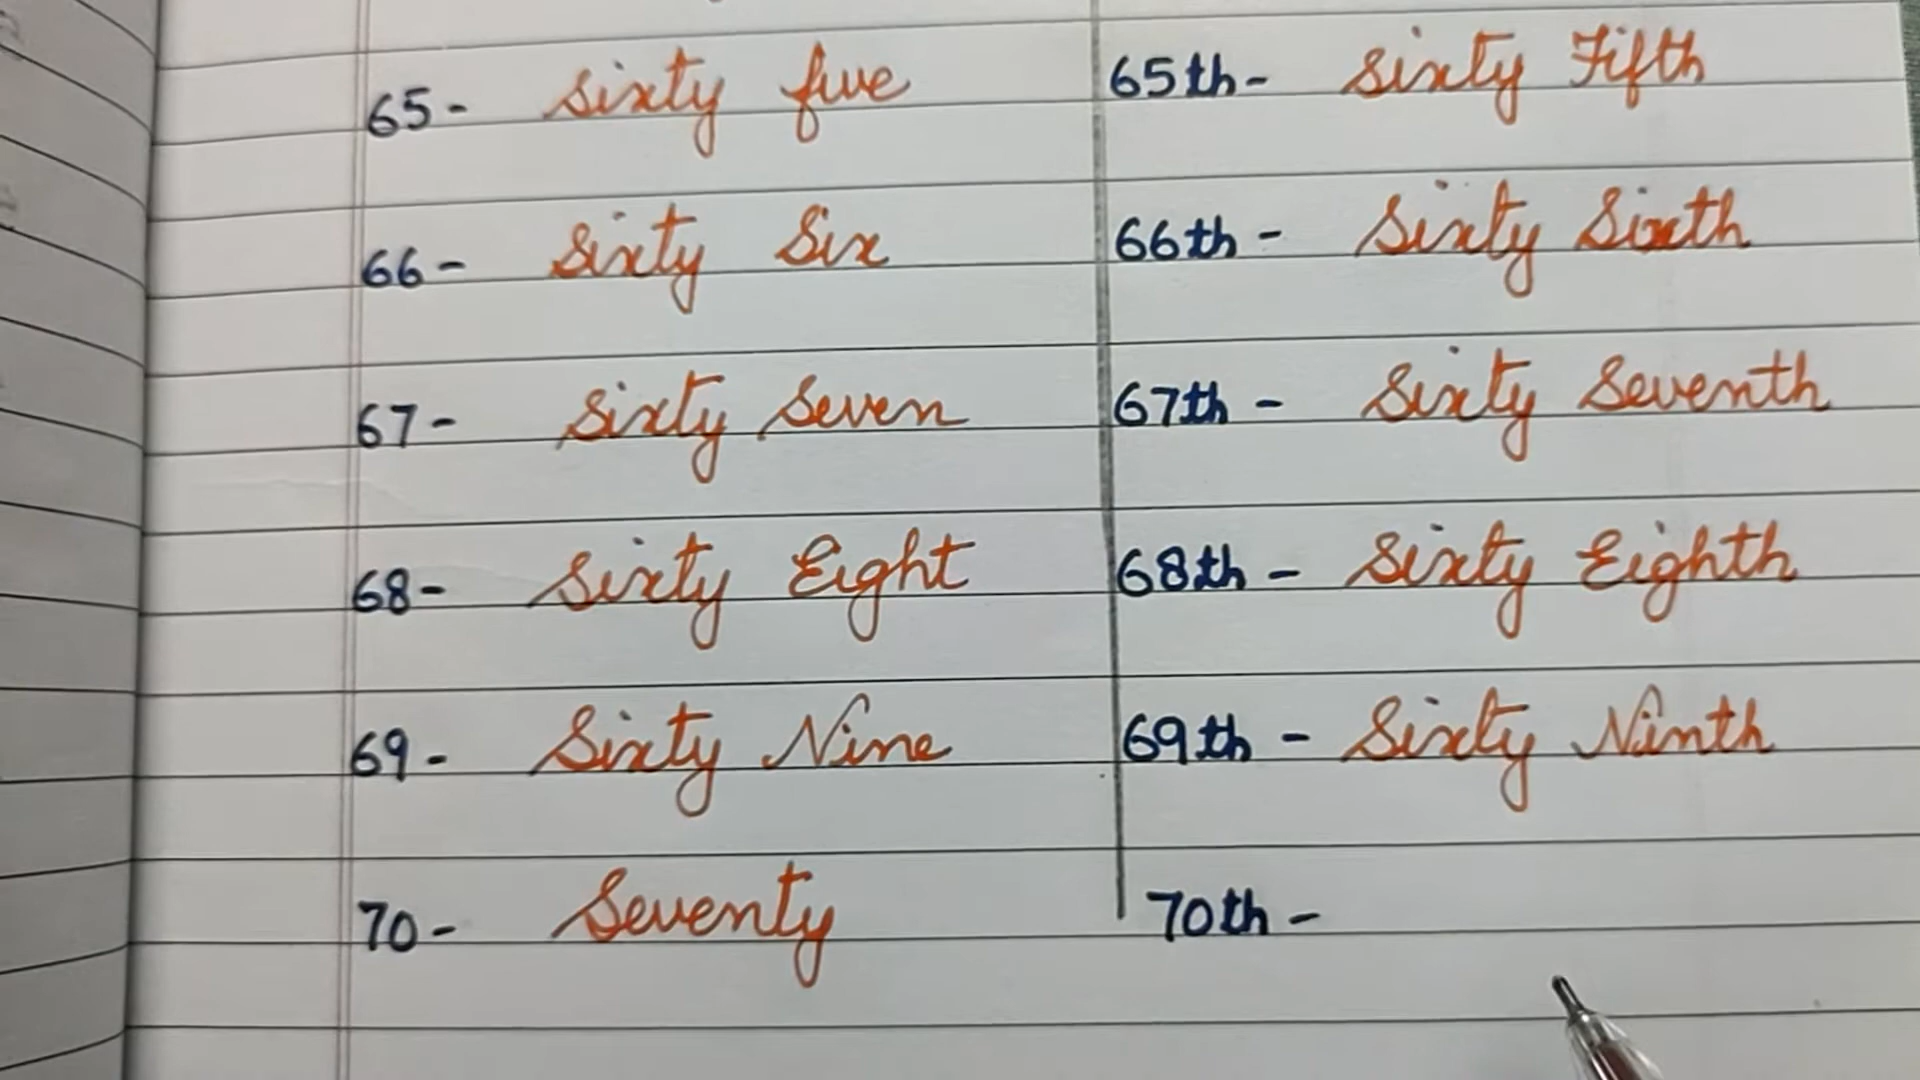 65- Sixty five 65th- Sixty Fifth
66- Sixty Six 66th- Sixty Sixth
67- Sixty Seven 67th- Sixty Seventh
68- Sixty Eight 68th- Sixty Eighth
69- Sixty Nine 69th- Sixty Ninth
70- Seventy 70th-